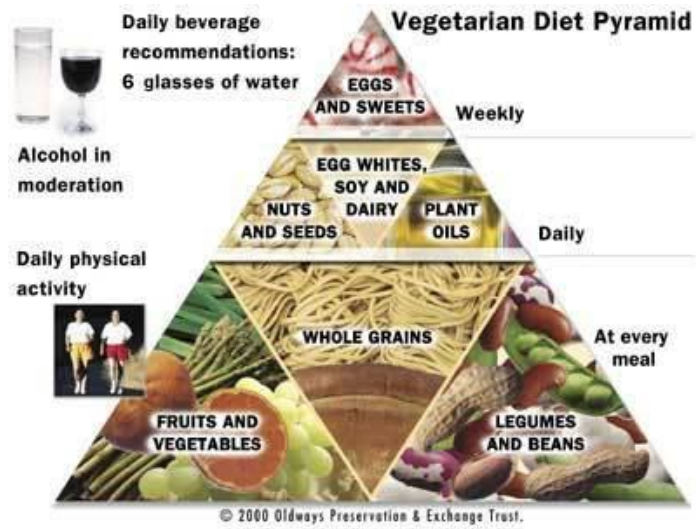 Vegetarian Diet Pyramid
Daily beverage
recommendations:
6 glasses of water
Alcohol in
moderation
Daily physical
activity
EGGS
AND SWEETS
Weekly
EGG WHITES,
SOY AND
DAIRY
NUTS
AND SEEDS
PLANT
OILS
Daily
WHOLE GRAINS
At every
meal
FRUITS AND
VEGETABLES
LEGUMES
AND BEANS
© 2000 Oldways Preservation & Exchange Trust.